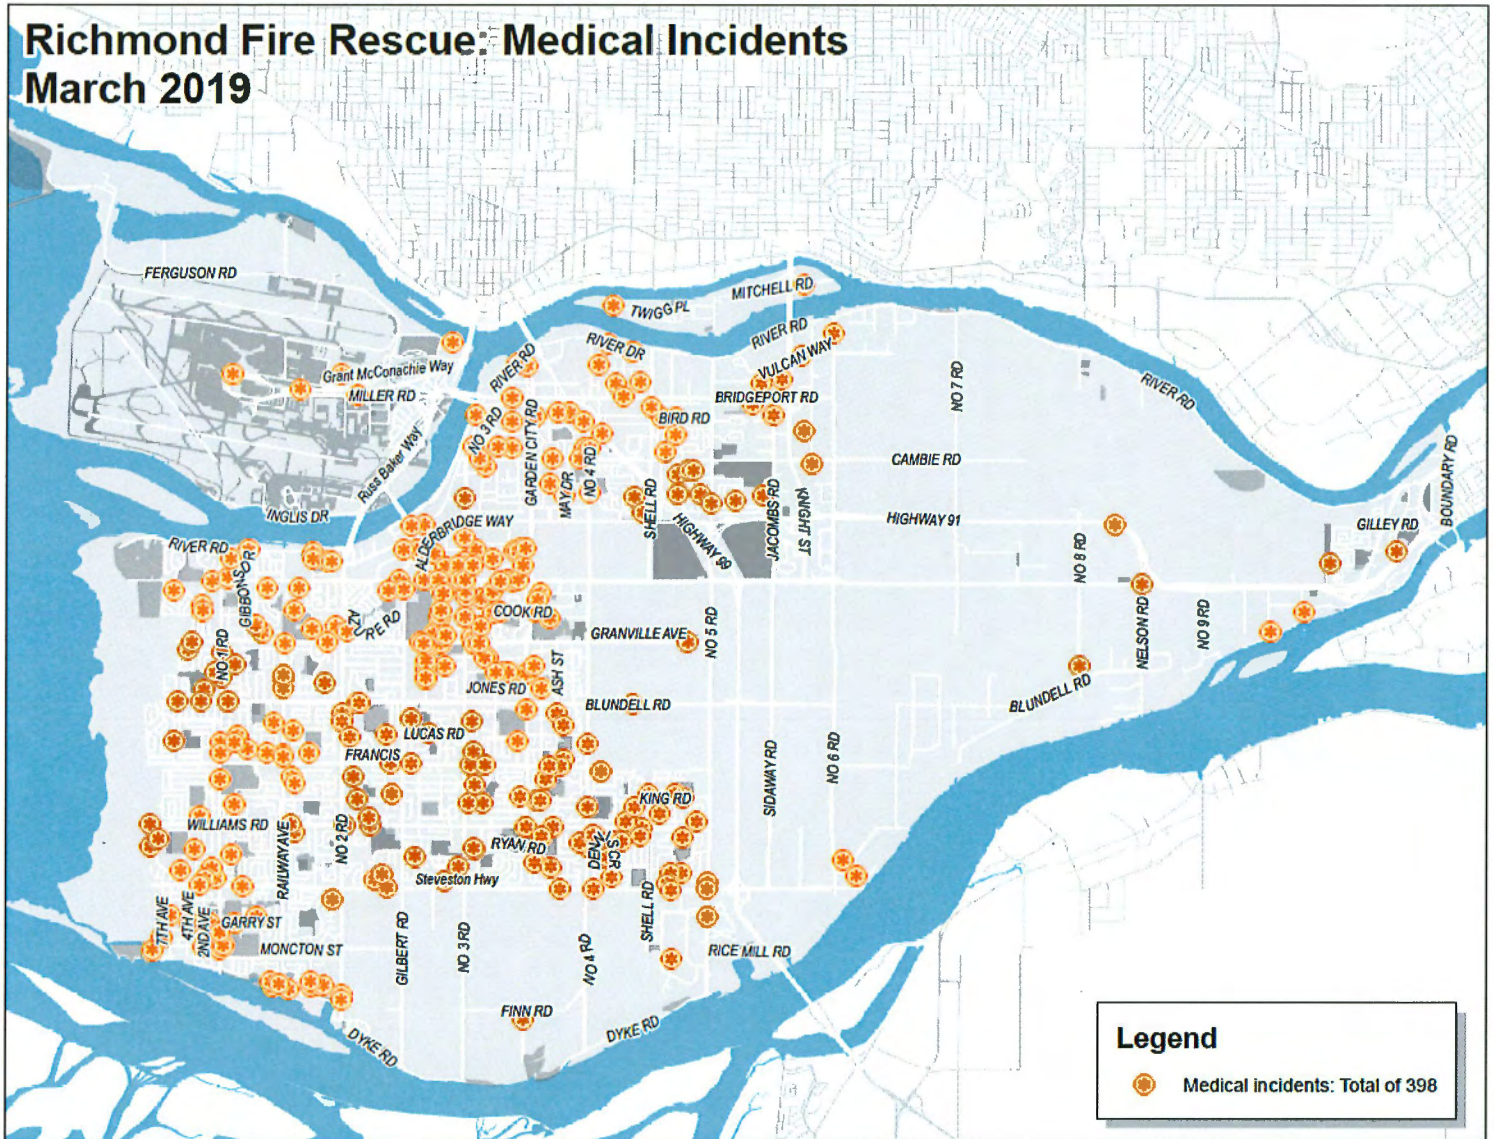 Richmond Fire Rescue: Medical Incidents
March 2019
FERGUSON RD
TWIGG PL
MITCHELL RD
RIVER DR
RIVER RD
VULCAN WAY
RIVER RD
Grant McConachie Way
MILLER RD
BRIDGEPORT RD
NO 7 RD
RIVER RD
NO 3 RD
GARDEN CITY RD
BIRD RD
Russ Baker Way
MAY DR
NO 4 RD
CAMBIE RD
BOUNDARY RD
INGLIS DR
ALDERBRIDGE WAY
SHELL RD
HIGHWAY 99
JACOMBS RD
KNIGHT ST
HIGHWAY 91
GILLEY RD
RIVER RD
GIBBONS DR
NO 8 RD
AZURE RD
COOK RD
GRANVILLE AVE
NO 5 RD
NELSON RD
NO 9 RD
NO 1 RD
JONES RD
ASH ST
BLUNDELL RD
BLUNDELL RD
LUCAS RD
FRANCIS
SIDAWAY RD
NO 6 RD
KING RD
WILLIAMS RD
RAILWAY AVE
NO 2 RD
RYAN RD
DENNIS CR
Steveston Hwy
7TH AVE
4TH AVE
2ND AVE
GARRY ST
MONCTON ST
GILBERT RD
NO 3 RD
NO 4 RD
SHELL RD
RICE MILL RD
FINN RD
DYKE RD
DYKE RD
Legend
Medical incidents: Total of 398